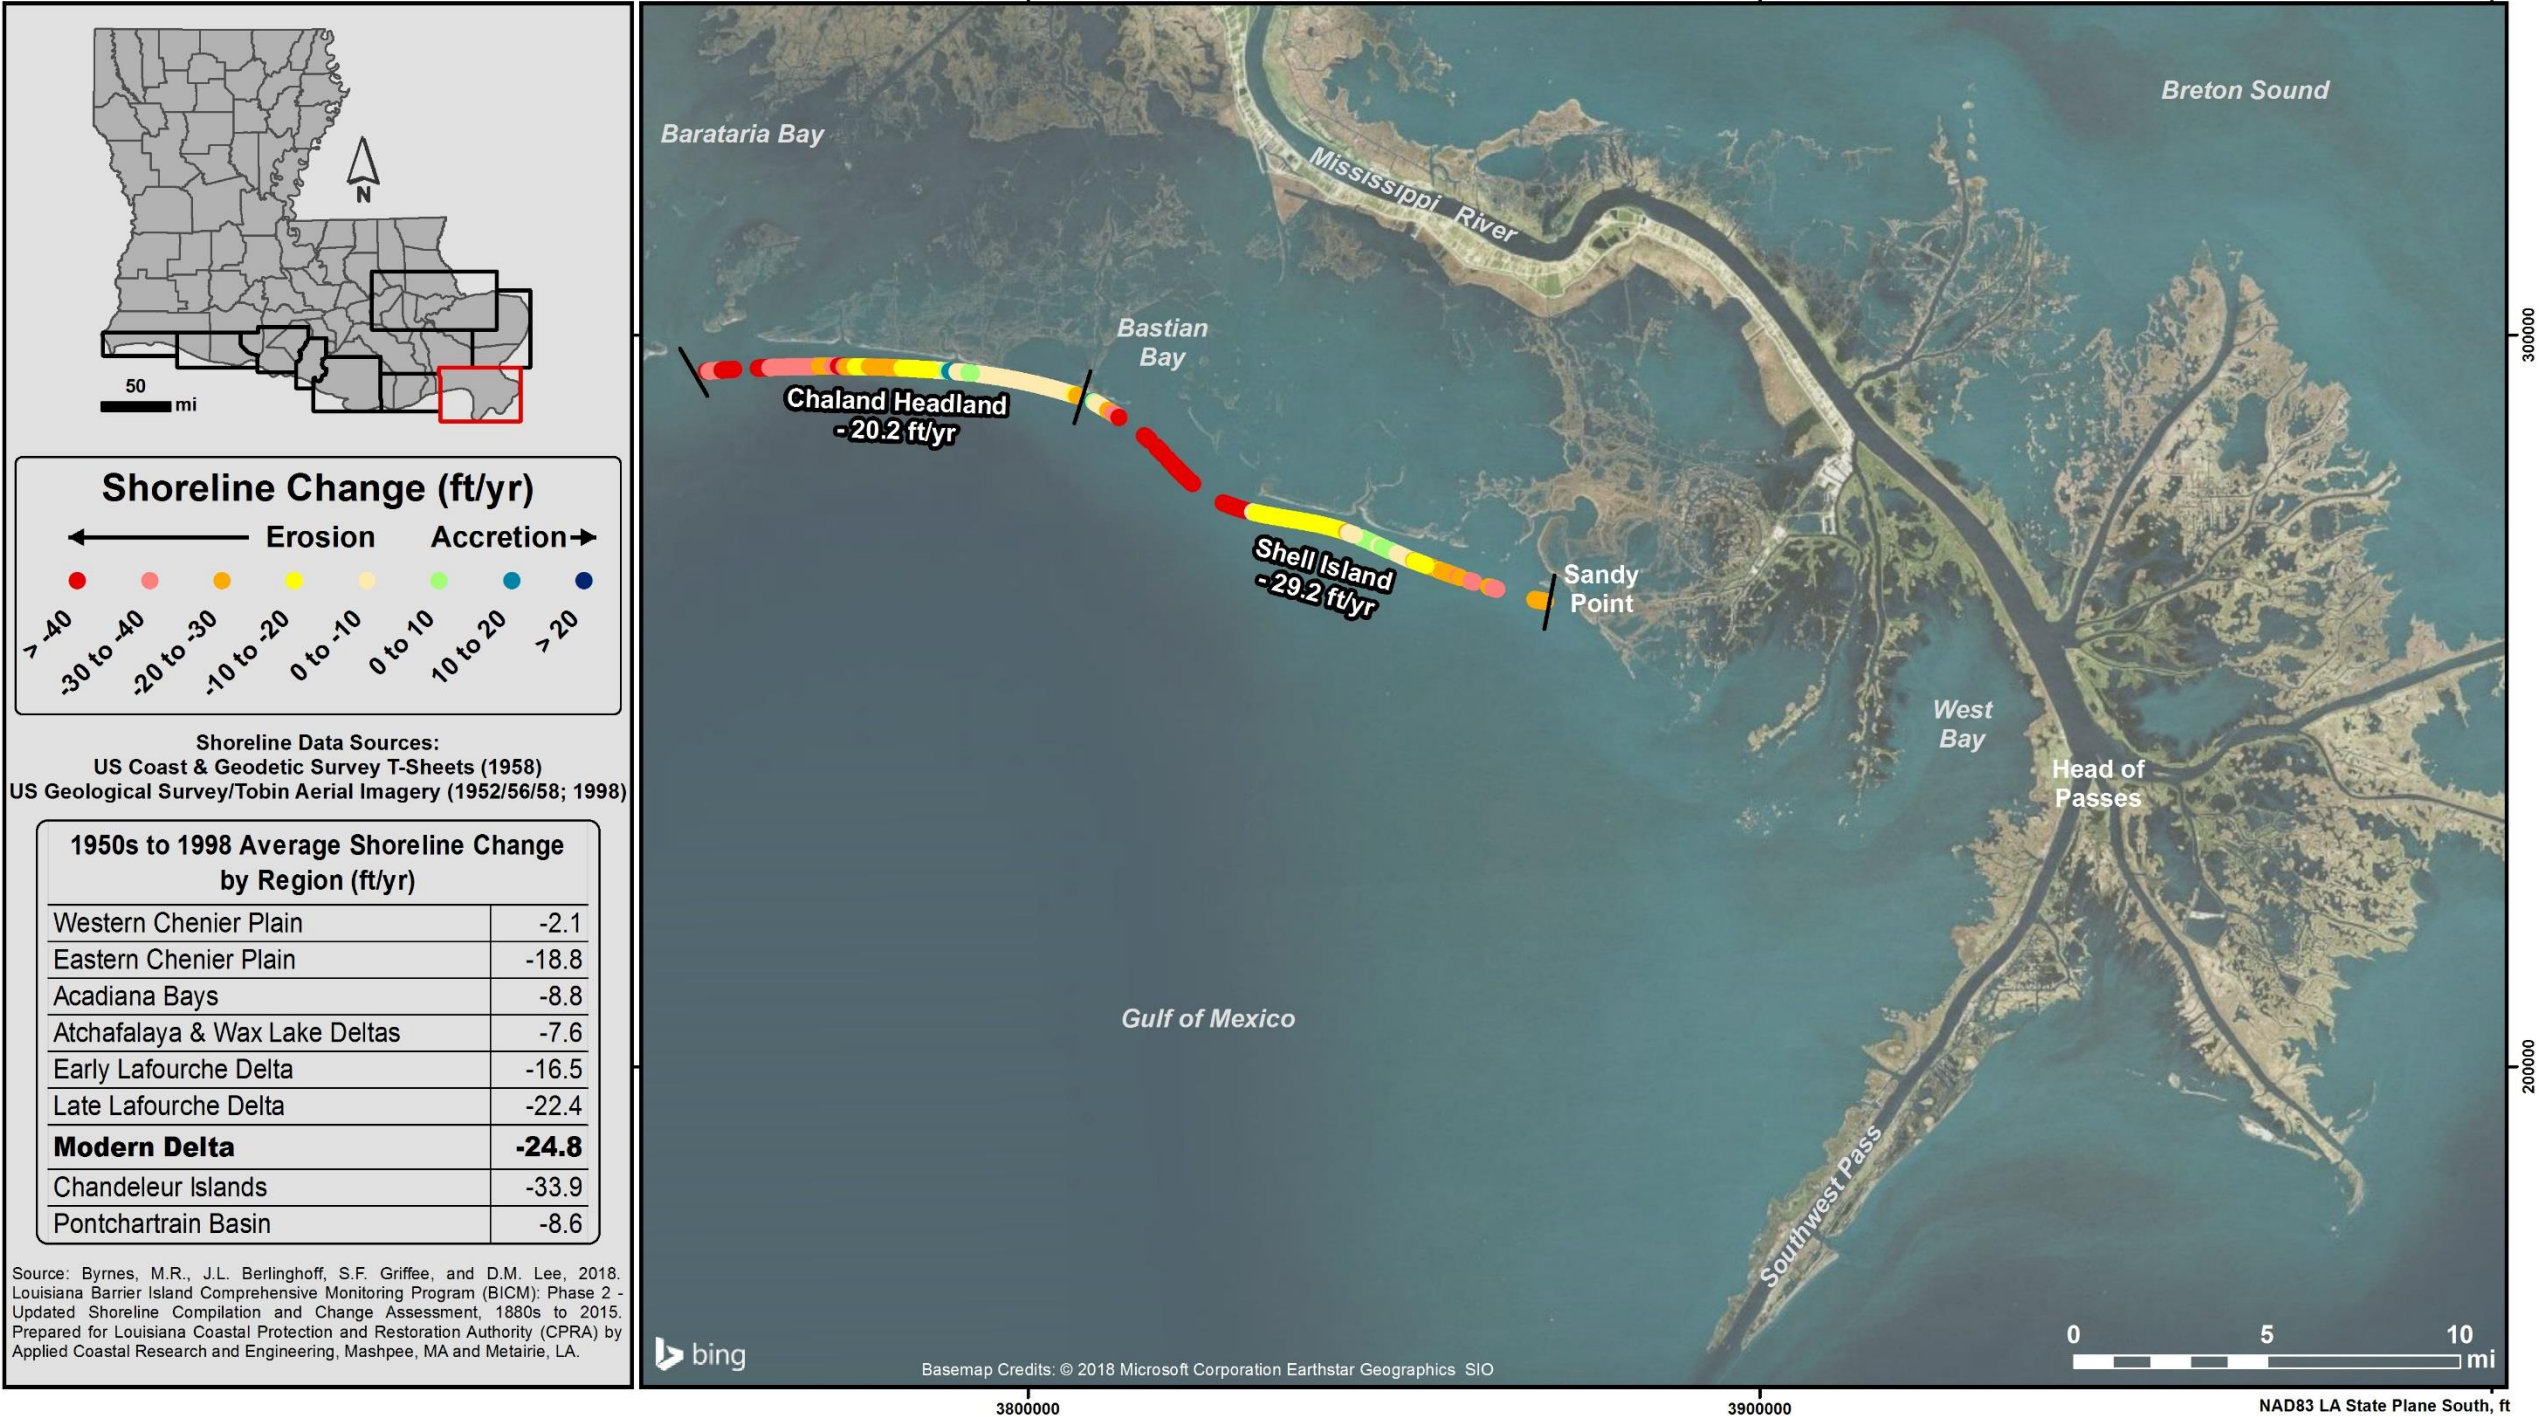 N
50
mi
Shoreline Change (ft/yr)
Erosion Accretion
> -40
-30 to -40
-20 to -30
-10 to -20
0 to -10
0 to 10
10 to 20
> 20
Shoreline Data Sources:
US Coast & Geodetic Survey T-Sheets (1958)
US Geological Survey/Tobin Aerial Imagery (1952/56/58; 1998)
1950s to 1998 Average Shoreline Change
by Region (ft/yr)
Western Chenier Plain -2.1
Eastern Chenier Plain -18.8
Acadiana Bays -8.8
Atchafalaya & Wax Lake Deltas -7.6
Early Lafourche Delta -16.5
Late Lafourche Delta -22.4
Modern Delta -24.8
Chandeleur Islands -33.9
Pontchartrain Basin -8.6
Source: Byrnes, M.R., J.L. Berlinghoff, S.F. Griffee, and D.M. Lee, 2018.
Louisiana Barrier Island Comprehensive Monitoring Program (BICM): Phase 2 -
Updated Shoreline Compilation and Change Assessment, 1880s to 2015.
Prepared for Louisiana Coastal Protection and Restoration Authority (CPRA) by
Applied Coastal Research and Engineering, Mashpee, MA and Metairie, LA.
Breton Sound
Barataria Bay
Mississippi River
Bastian
Bay
300000
Chaland Headland
- 20.2 ft/yr
Shell Island
- 29.2 ft/yr
Sandy
Point
West
Bay
Head of
Passes
Gulf of Mexico
200000
Southwest Pass
0 5 10
mi
bing
Basemap Credits: © 2018 Microsoft Corporation Earthstar Geographics SIO
3800000
3900000
NAD83 LA State Plane South, ft